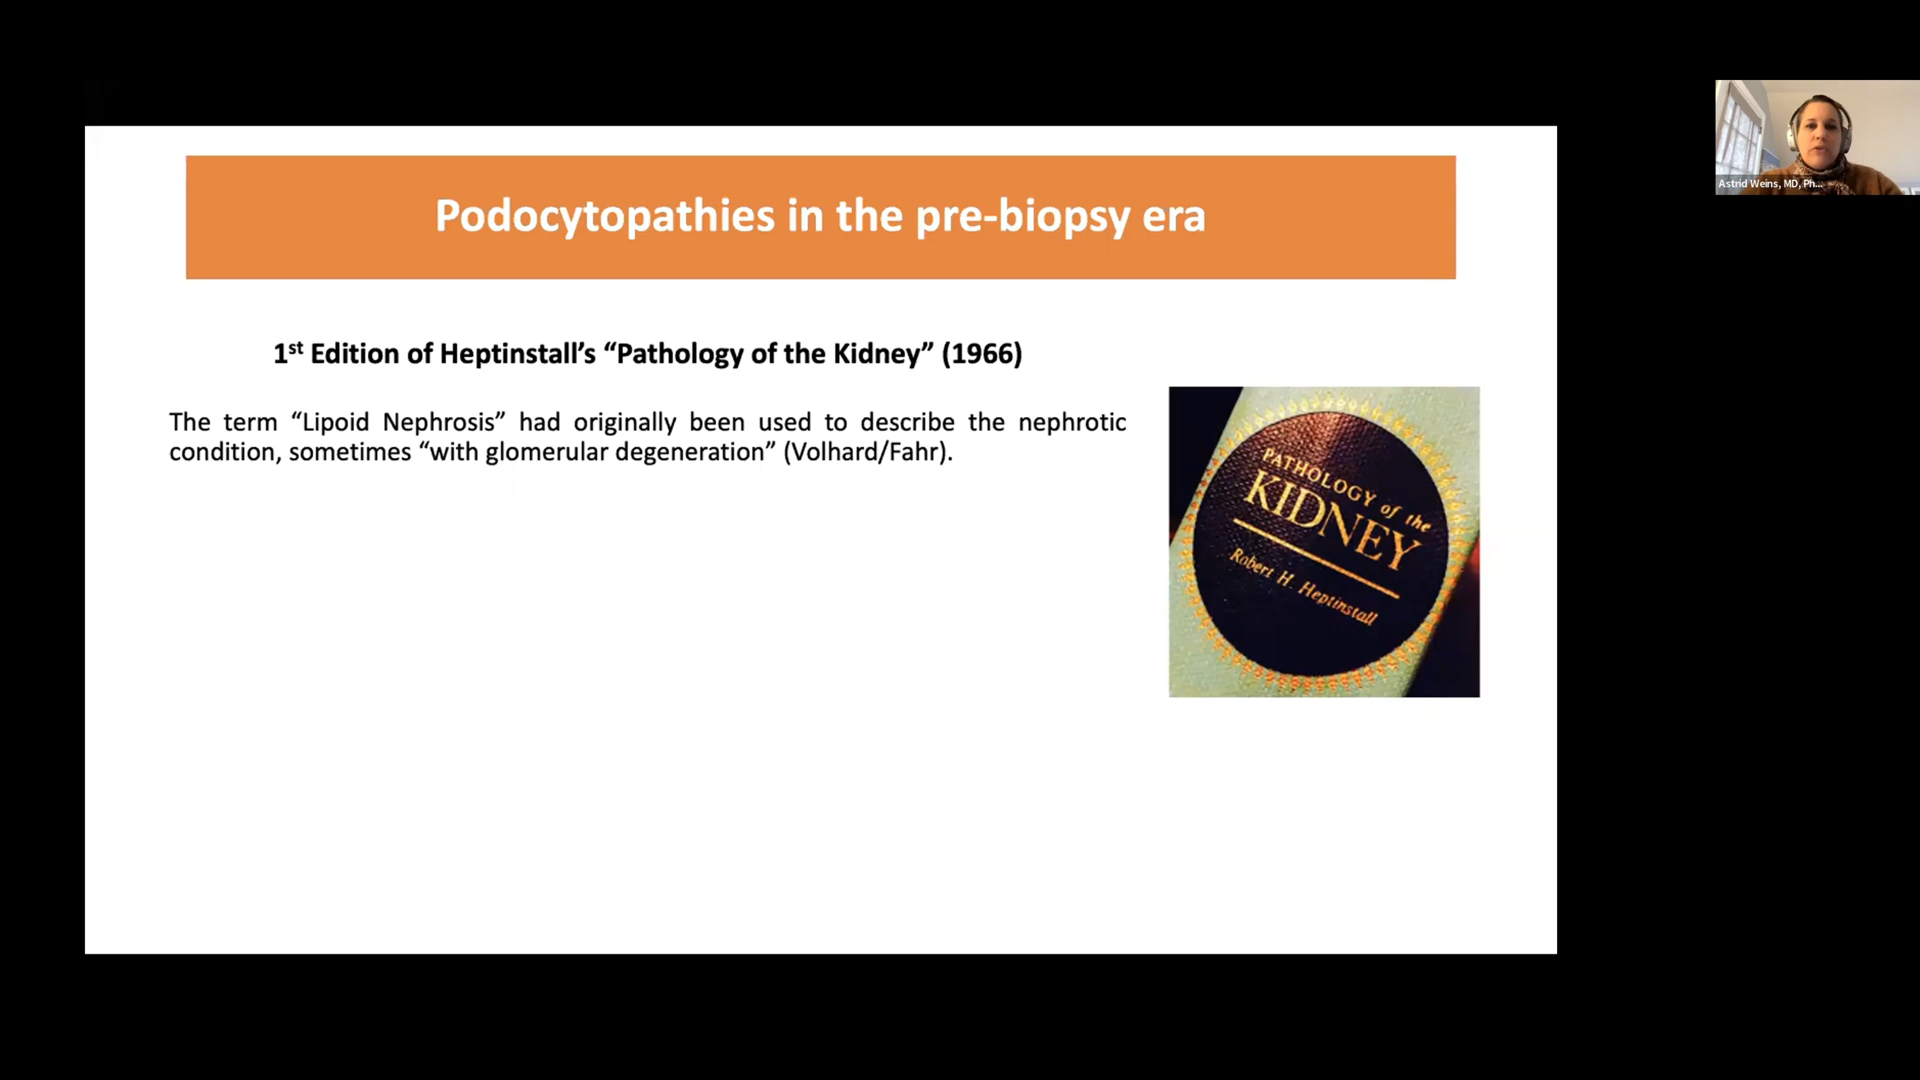 Podocytopathies in the pre-biopsy era
Astrid Weins, MD, Ph...
1st Edition of Heptinstall’s “Pathology of the Kidney” (1966)
The term “Lipoid Nephrosis” had originally been used to describe the nephrotic
condition, sometimes “with glomerular degeneration” (Volhard/Fahr).
PATHOLOGY of the
KIDNEY
Robert H. Heptinstall